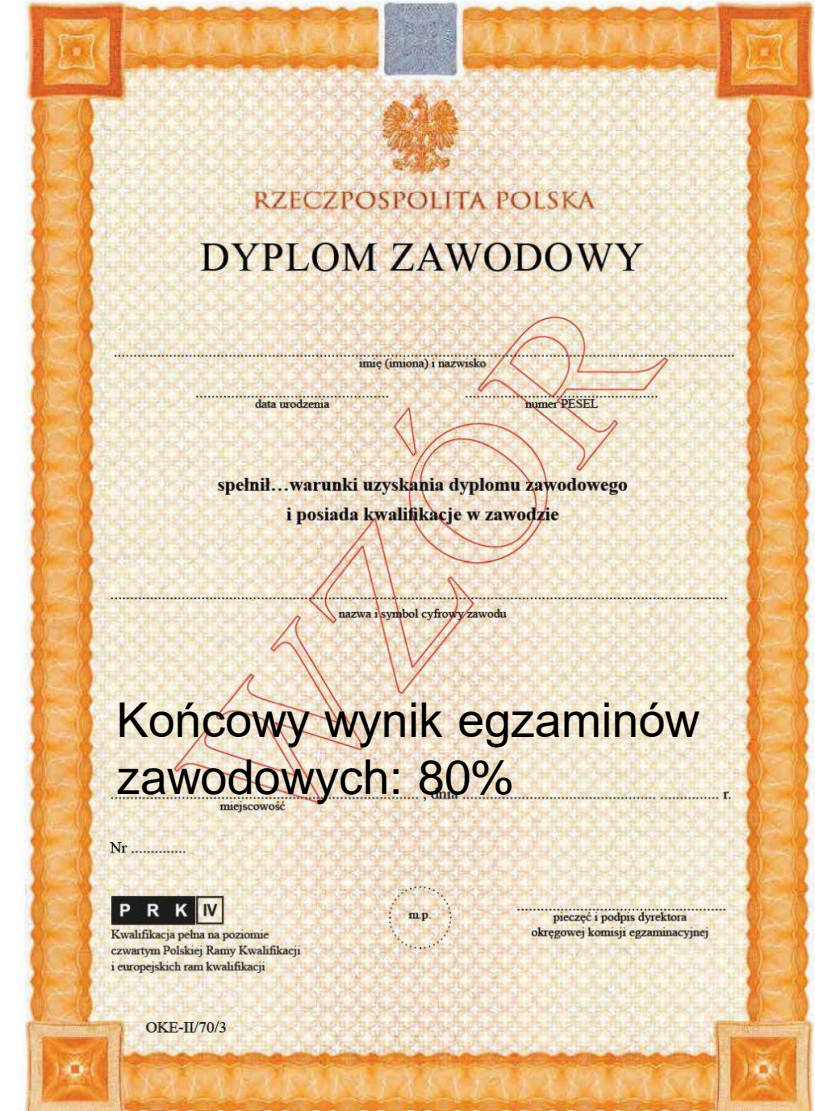 RZECZPOSPOLITA POLSKA
DYPLOM ZAWODOWY
imię (imiona) i nazwisko
data urodzenia numer PESEL
spełnił...warunki uzyskania dyplomu zawodowego
i posiada kwalifikacje w zawodzie
nazwa i symbol cyfrowy zawodu
WZÓR
Końcowy wynik egzaminów
zawodowych: 80%
, dnia r.
miejscowość
Nr ..............
PRK IV
Kwalifikacja pełna na poziomie
czwartym Polskiej Ramy Kwalifikacji
i europejskich ram kwalifikacji
m.p.
pieczęć i podpis dyrektora
okręgowej komisji egzaminacyjnej
OKE-II/70/3